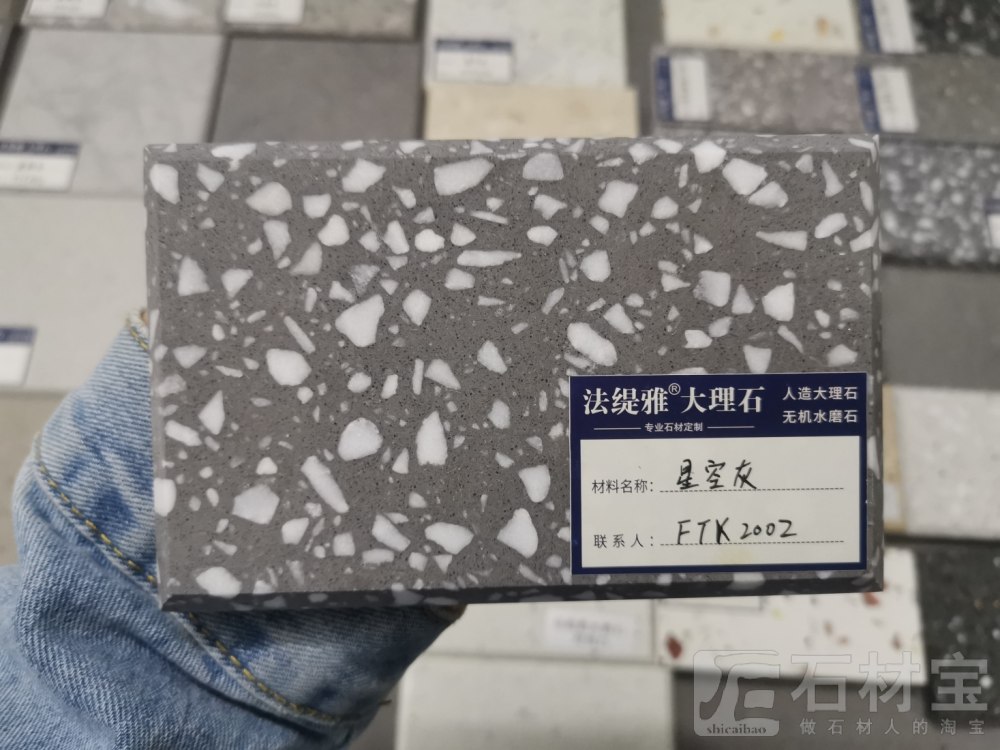 法缇雅®大理石
专业石材定制
人造大理石
无机水磨石
材料名称：星空灰
联系人：FTK2002
石材宝
shicaibao
做石材人的淘宝